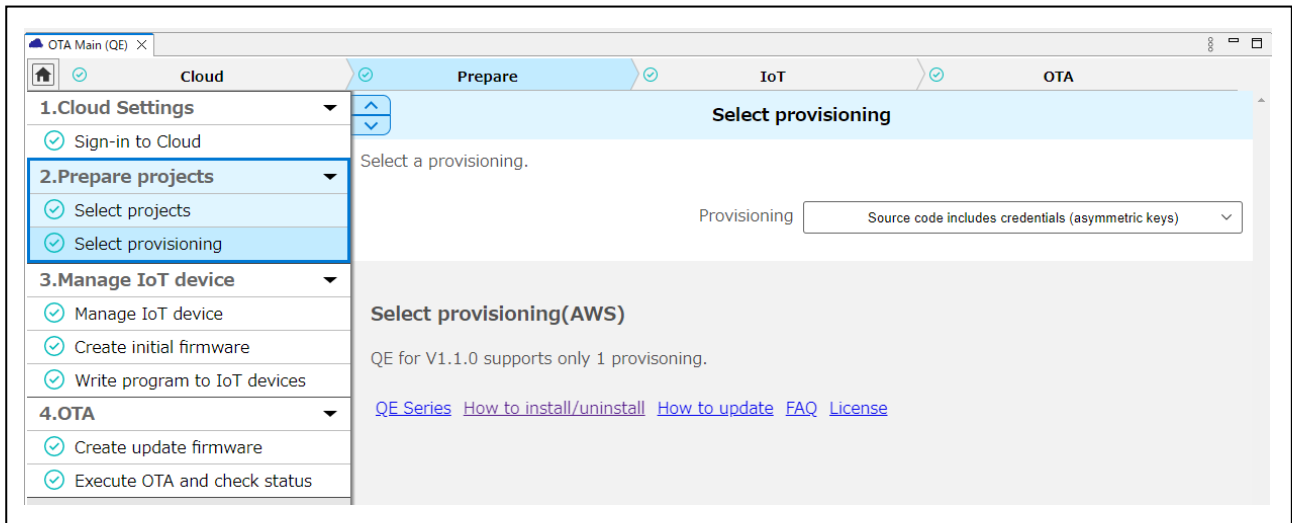 OTA Main (QE)
Cloud Prepare IoT OTA
1.Cloud Settings
Sign-in to Cloud
2.Prepare projects
Select projects
Select provisioning
3.Manage IoT device
Manage IoT device
Create initial firmware
Write program to IoT devices
4.OTA
Create update firmware
Execute OTA and check status
Select provisioning
Select a provisioning.
Provisioning Source code includes credentials (asymmetric keys)
Select provisioning(AWS)
QE for V1.1.0 supports only 1 provisoning.
QE Series How to install/uninstall How to update FAQ License